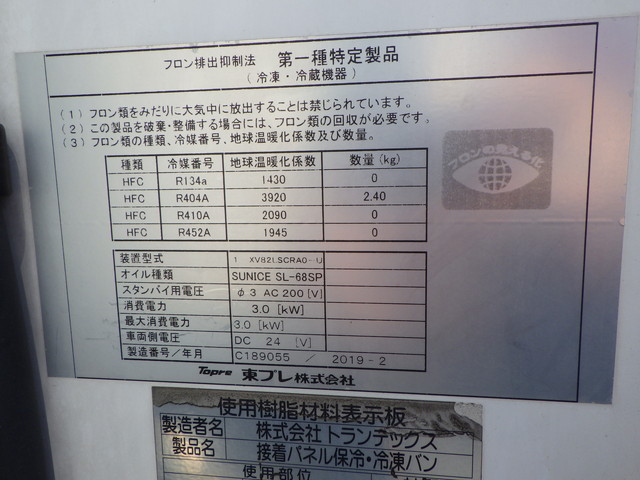 フロン排出抑制法 第一種特定製品
(冷凍・冷蔵機器)
(1) フロン類をみだりに大気中に放出することは禁じられています。
(2) この製品を破棄・整備する場合には、フロン類の回収が必要です。
(3) フロン類の種類、冷媒番号、地球温暖化係数及び数量。
フロンの見える化
種類 冷媒番号 地球温暖化係数 数量(kg)
HFC R134a 1430 0
HFC R404A 3920 2.40
HFC R410A 2090 0
HFC R452A 1945 0
装置型式
オイル種類 SUNICE SL-68SP
スタンバイ用電圧 φ3 AC 200 [V]
消費電力 3.0 [kW]
最大消費電力 3.0 [kW]
車両側電圧 DC 24 [V]
製造番号/年月 C189055 / 2019-2
Topre 東プレ株式会社
使用樹脂材料表示板
製造者名 株式会社トランテックス
製品名 接着パネル保冷・冷凍バン
使用部位